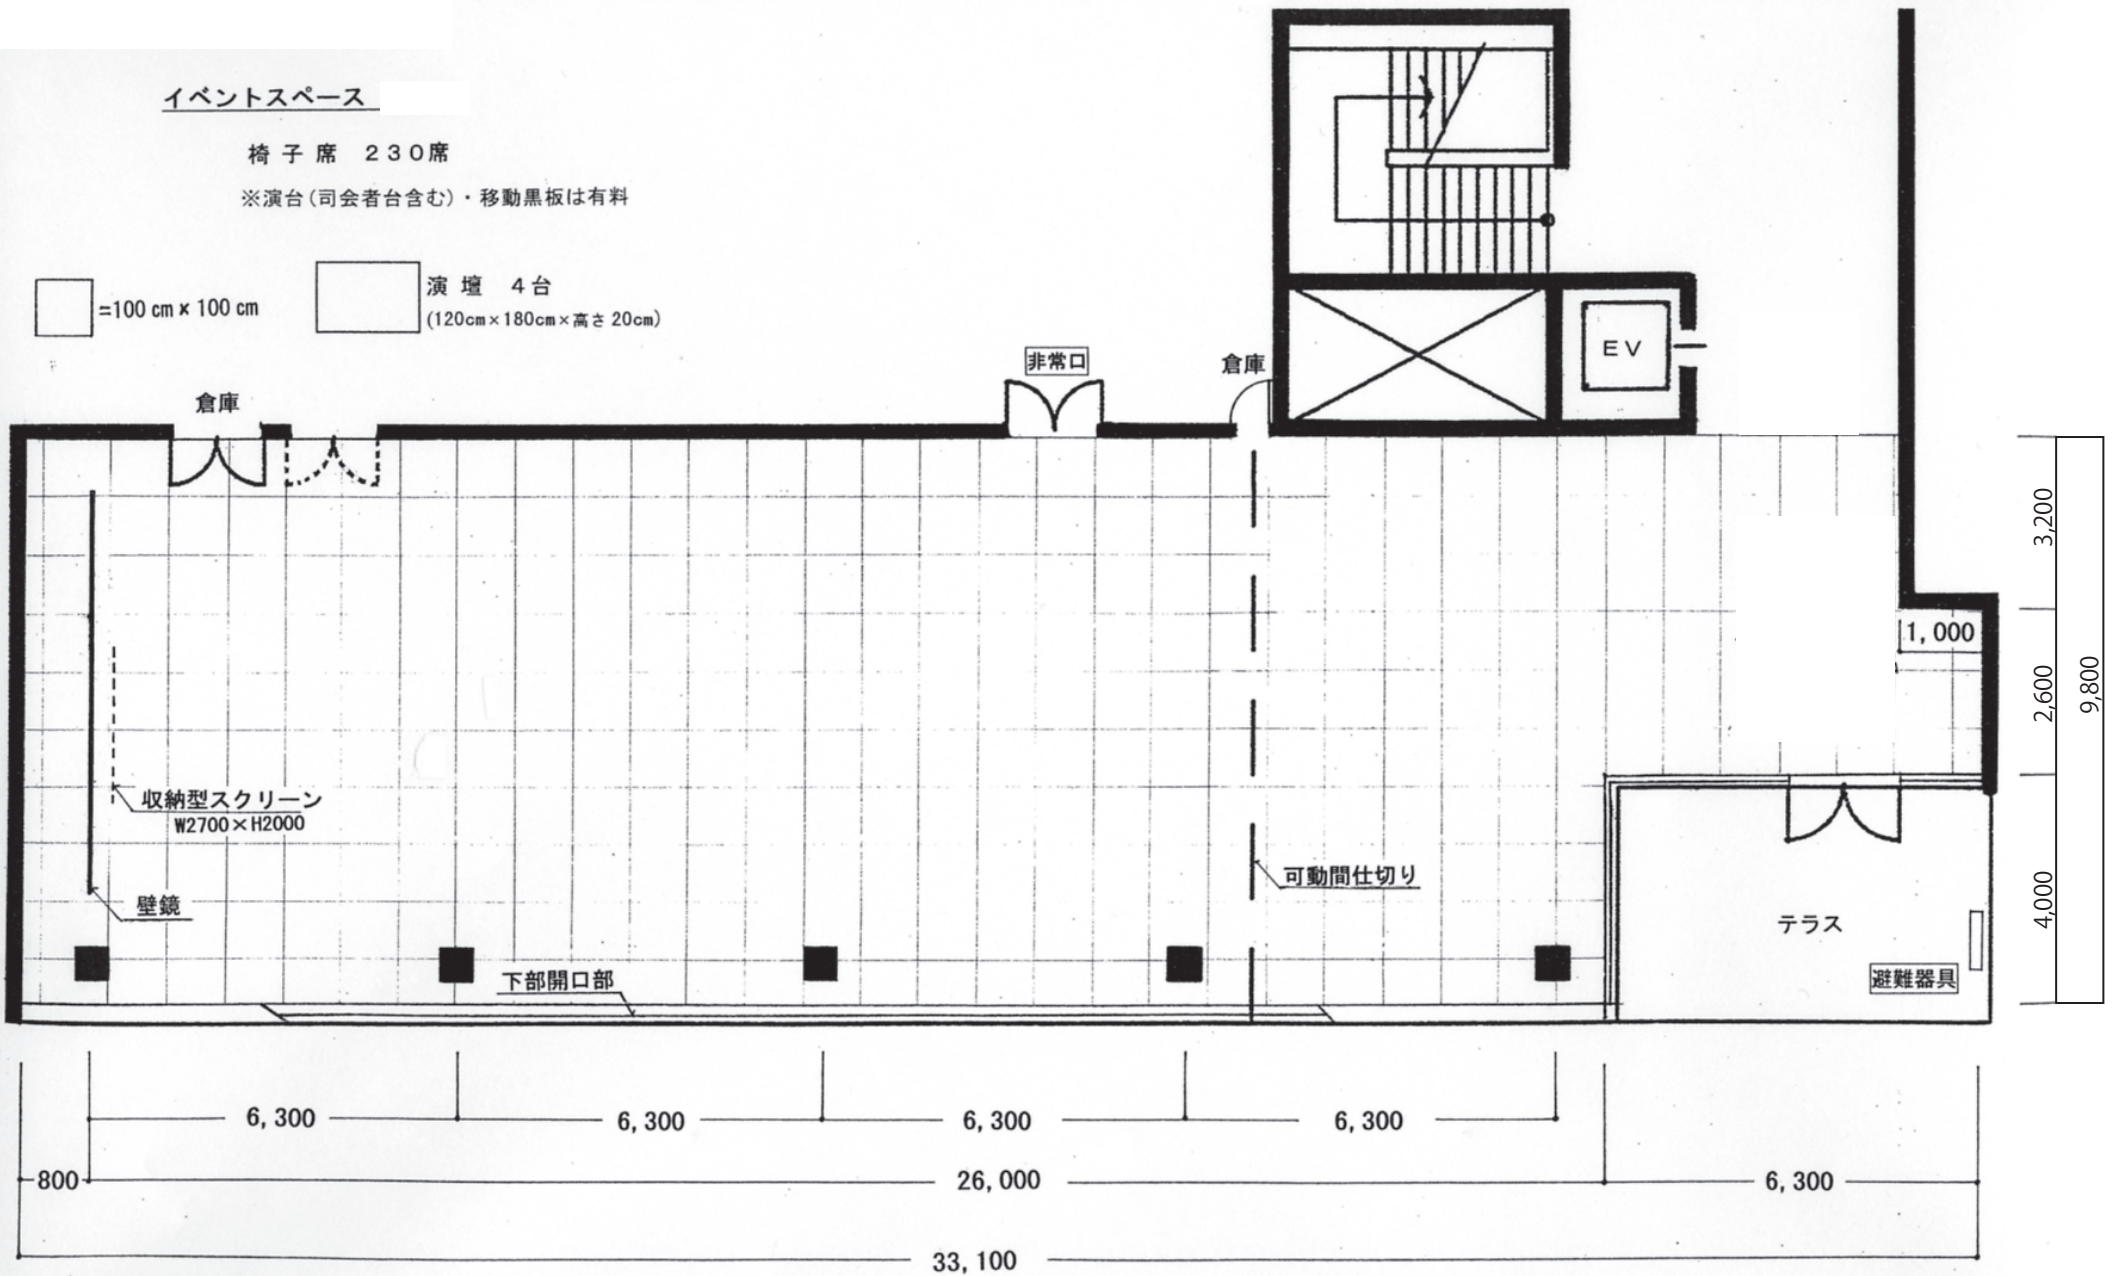 イベントスペース
椅子席 230席
※演台(司会者台含む)・移動黒板は有料
=100cm×100cm
演壇 4台
(120cm×180cm×高さ20cm)
倉庫
非常口
倉庫
EV
3,200
1,000
2,600
9,800
収納型スクリーン
W2700×H2000
壁鏡
可動間仕切り
4,000
テラス
避難器具
下部開口部
6,300
6,300
6,300
6,300
800
26,000
6,300
33,100